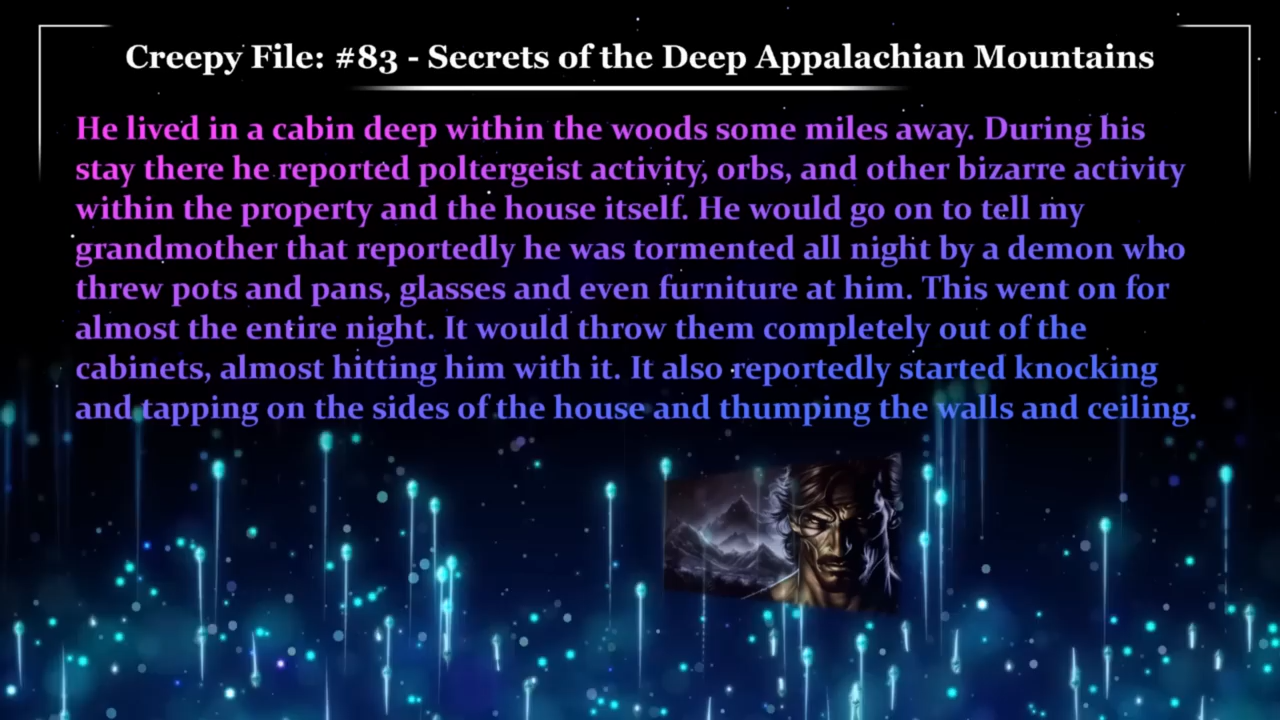 Creepy File: #83 - Secrets of the Deep Appalachian Mountains
He lived in a cabin deep within the woods some miles away. During his
stay there he reported poltergeist activity, orbs, and other bizarre activity
within the property and the house itself. He would go on to tell my
grandmother that reportedly he was tormented all night by a demon who
threw pots and pans, glasses and even furniture at him. This went on for
almost the entire night. It would throw them completely out of the
cabinets, almost hitting him with it. It also reportedly started knocking
and tapping on the sides of the house and thumping the walls and ceiling.